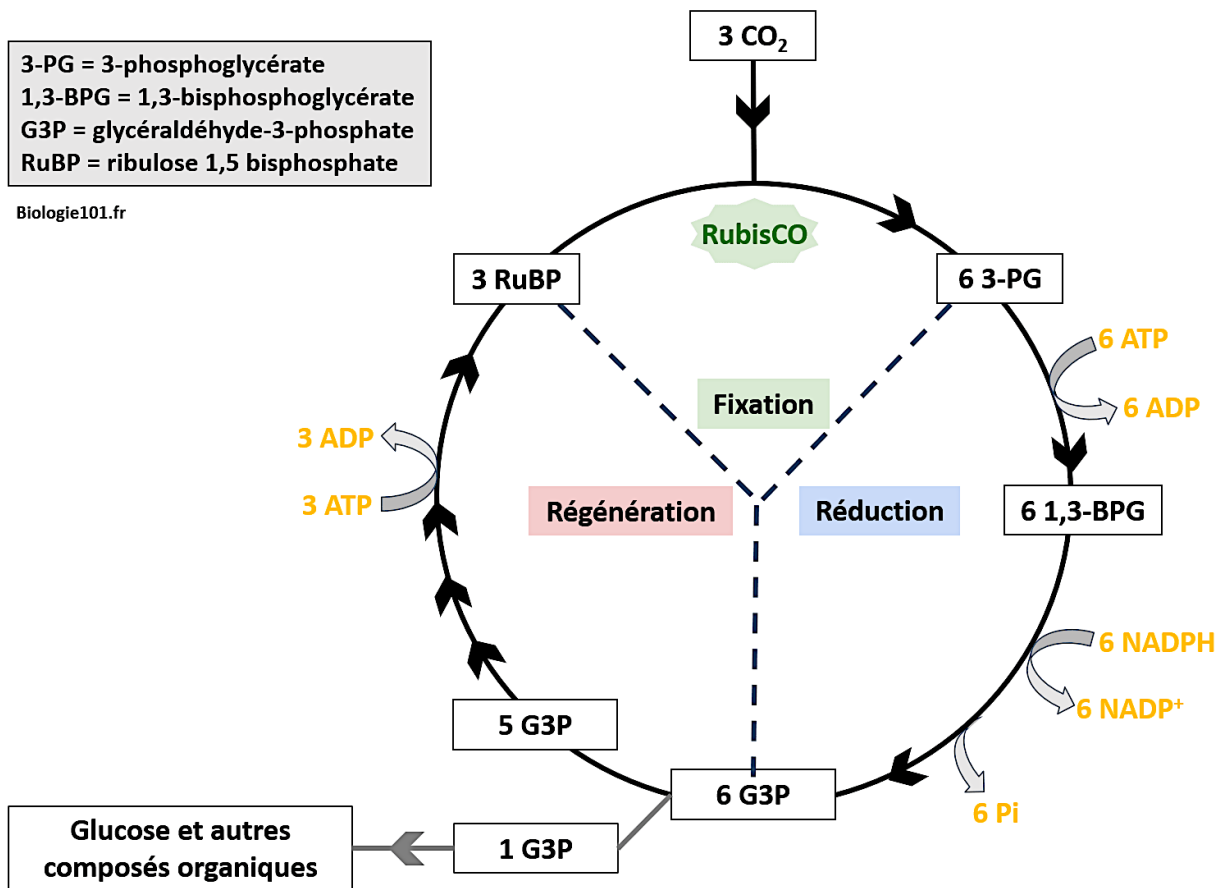 3 CO₂
3-PG = 3-phosphoglycérate
1,3-BPG = 1,3-bisphosphoglycérate
G3P = glycéraldéhyde-3-phosphate
RuBP = ribulose 1,5 bisphosphate
Biologie101.fr
RubisCO
3 RuBP
6 3-PG
6 ATP
6 ADP
Fixation
3 ADP
3 ATP
Régénération
Réduction
6 1,3-BPG
6 NADPH
6 NADP⁺
5 G3P
6 G3P
6 Pi
Glucose et autres
composés organiques
1 G3P